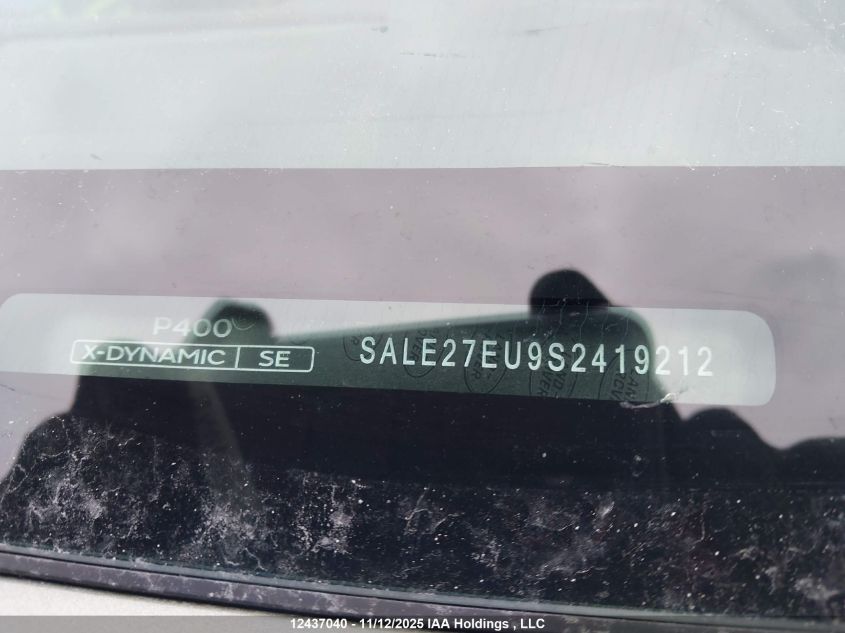 P400
X-DYNAMIC | SE
SALE27EU9S2419212
12437040 - 11/12/2025 IAA Holdings , LLC